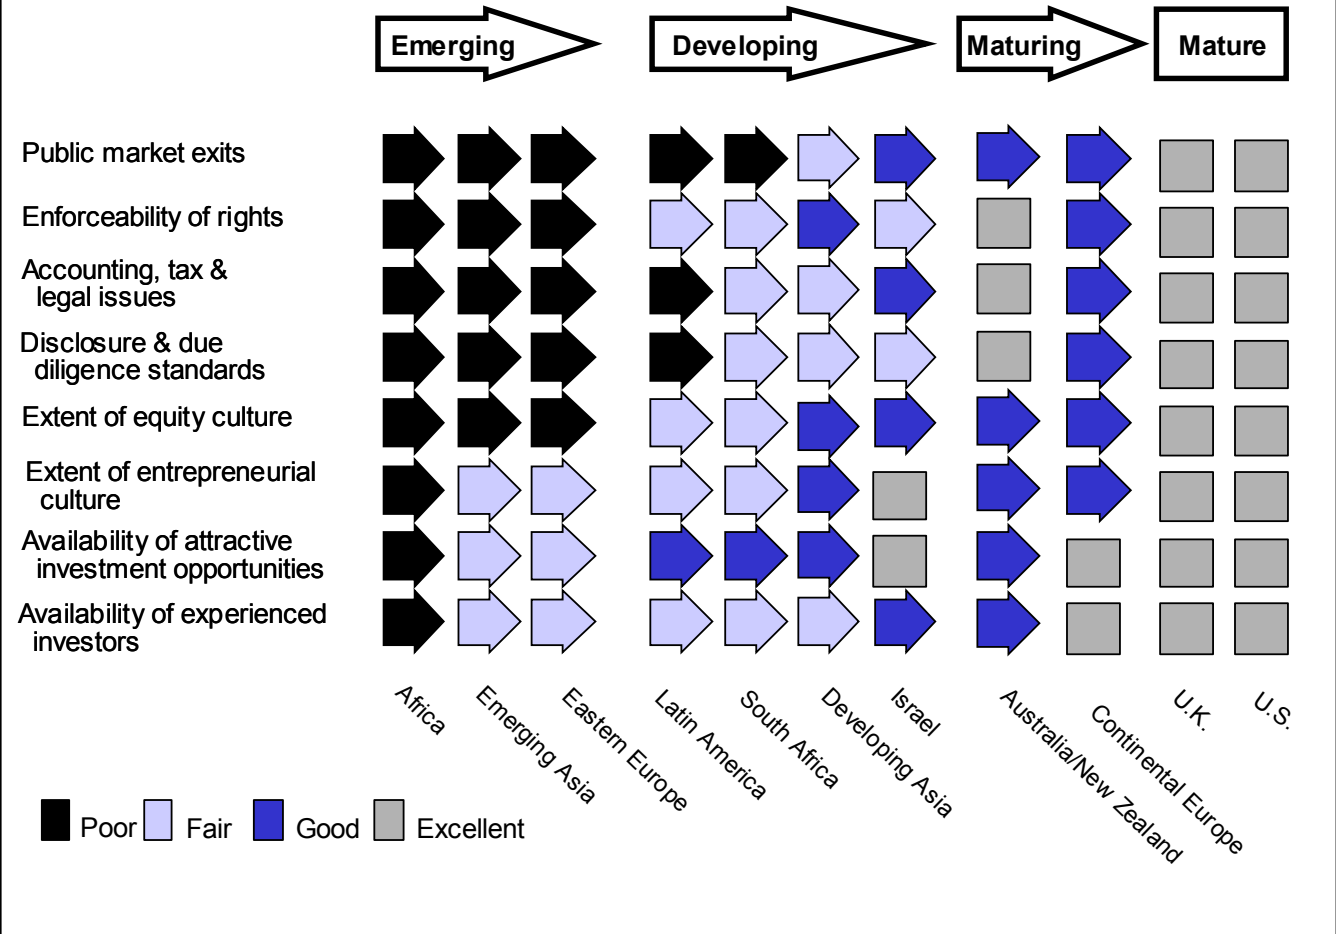 Emerging
Developing
Maturing
Mature
Public market exits
Enforceability of rights
Accounting, tax &
legal issues
Disclosure & due
diligence standards
Extent of equity culture
Extent of entrepreneurial
culture
Availability of attractive
investment opportunities
Availability of experienced
investors
Africa
Emerging Asia
Eastern Europe
Latin America
South Africa
Developing Asia
Israel
Australia/New Zealand
Continental Europe
U.K.
U.S.
Poor
Fair
Good
Excellent